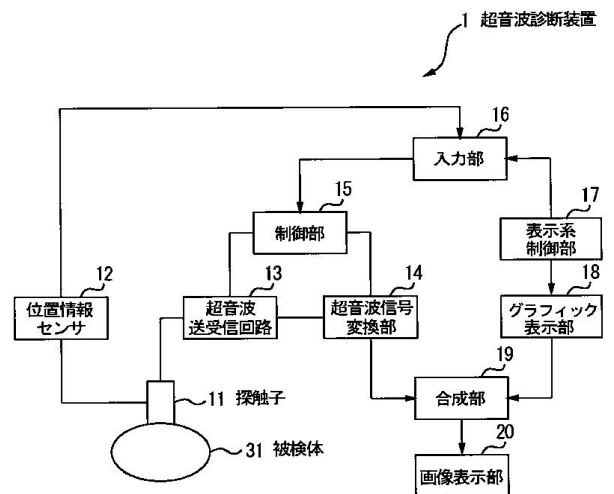 1 超音波診断装置
16
入力部
15
制御部
17
表示系
制御部
12
位置情報
センサ
13
超音波
送受信回路
14
超音波信号
変換部
18
グラフィック
表示部
19
合成部
11 探触子
31 被検体
20
画像表示部